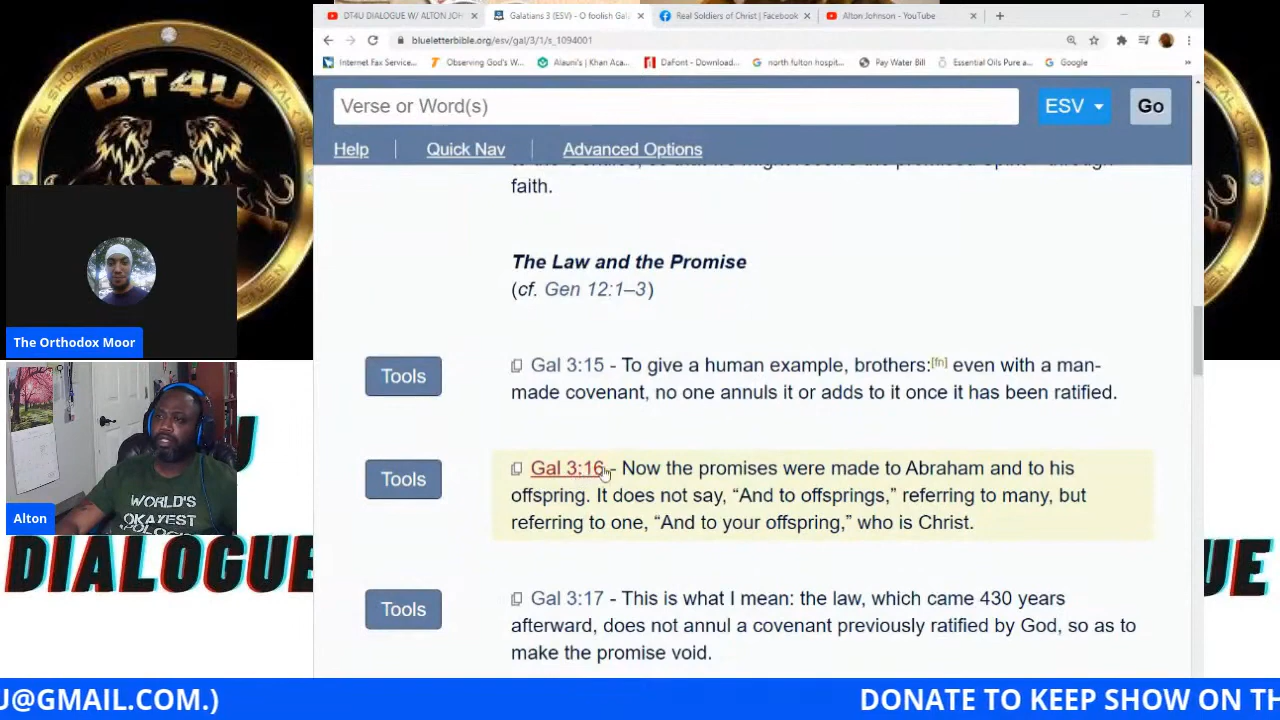 DT4U DIALOGUE W/ ALTON JOH
Galatians 3 (ESV) - O foolish Gal
Real Soldiers of Christ | Facebook
Alton Johnson - YouTube
blueletterbible.org/esv/gal/3/1/s_1094001
Internet Fax Service...
Observing God's W...
Alaumi's | Khan Aca...
DaFont - Download...
north fulton hospit...
Pay Water Bill
Essential Oils Pure a...
Google
DT4U
Verse or Word(s)
ESV
Go
Help
Quick Nav
Advanced Options
faith.
The Law and the Promise
(cf. Gen 12:1–3)
Tools
Gal 3:15 - To give a human example, brothers:[fn] even with a man-
made covenant, no one annuls it or adds to it once it has been ratified.
Tools
Gal 3:16 - Now the promises were made to Abraham and to his
offspring. It does not say, “And to offsprings,” referring to many, but
referring to one, “And to your offspring,” who is Christ.
Tools
Gal 3:17 - This is what I mean: the law, which came 430 years
afterward, does not annul a covenant previously ratified by God, so as to
make the promise void.
The Orthodox Moor
WORLD'S
OKAYEST
Alton
U
DIALOGUE
UE
U@GMAIL.COM.)
DONATE TO KEEP SHOW ON TH